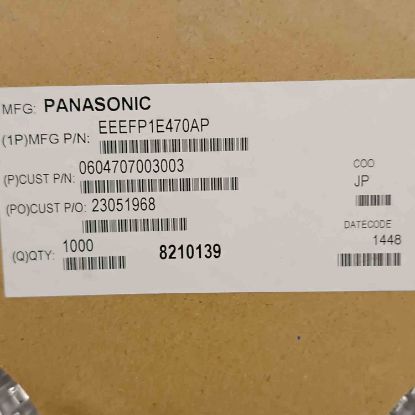 MFG: PANASONIC
(1P)MFG P/N: EEEFP1E470AP
(P)CUST P/N: 0604707003003
COO
JP
(PO)CUST P/O: 23051968
DATECODE
1448
(Q)QTY: 1000
8210139